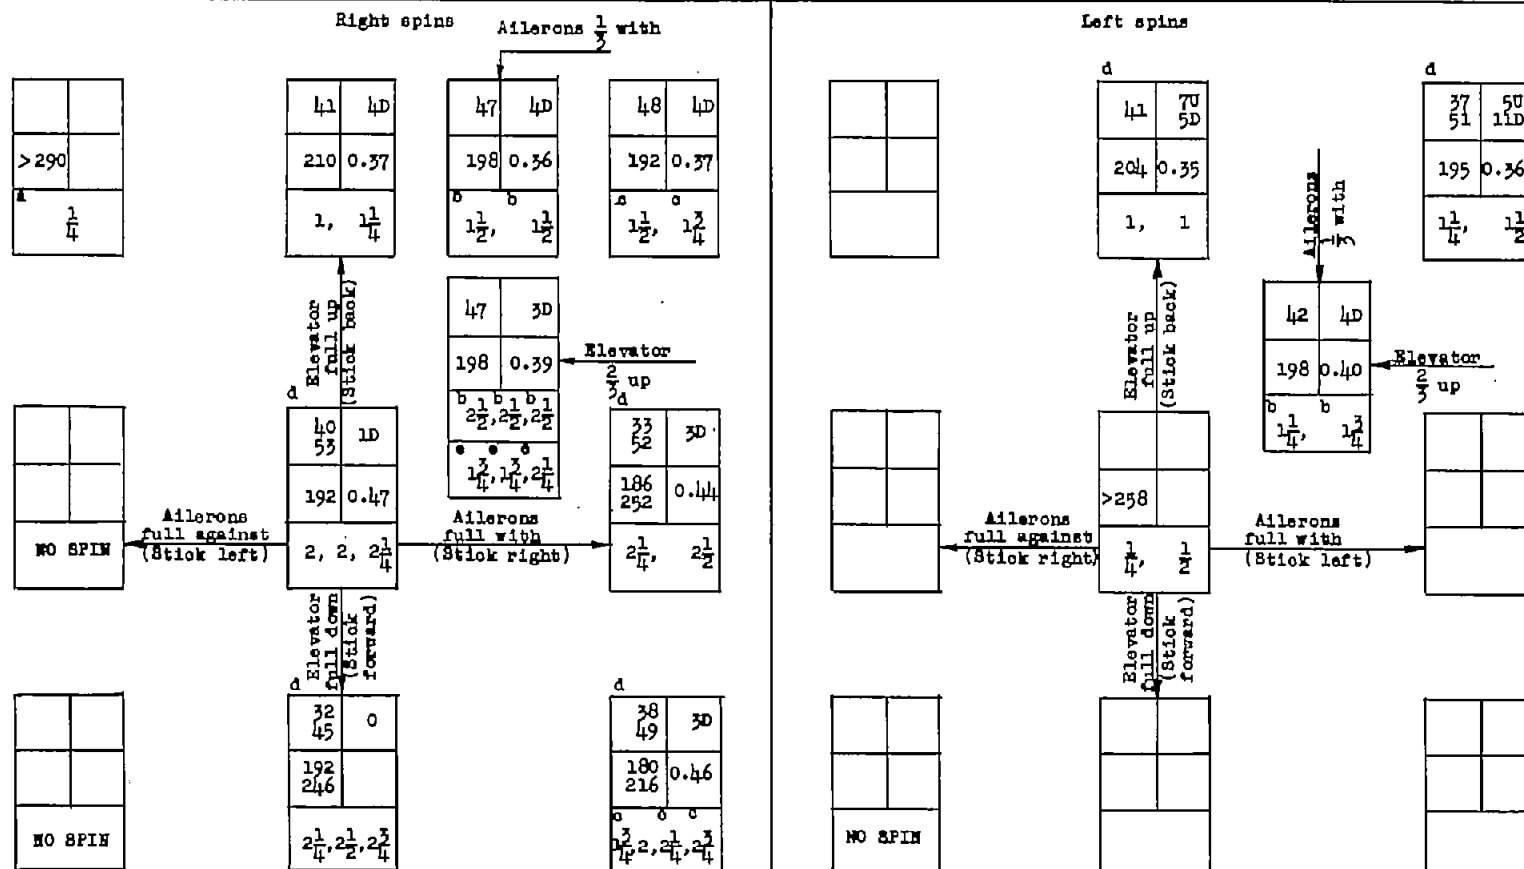 Right spins
Ailerons 1/3 with
Left spins
>290
a
1/4
41 4D
210 0.37
1, 1 1/4
47 4D
198 0.36
b b
1 1/2, 1 1/2
48 4D
192 0.37
c c
1 1/2, 1 3/4
Elevator
full up
(Stick back)
47 3D
198 0.39
b b b
2 1/2, 2 1/2, 2 1/2
c c c
1 3/4, 1 3/4, 2 1/4
Elevator
2/3 up
NO SPIN
Ailerons
full against
(Stick left)
d
40
53
1D
192 0.47
2, 2, 2 1/4
Ailerons
full with
(Stick right)
d
33
52
3D
186
252
0.44
2 1/4, 2 1/2
Elevator
full down
(Stick
forward)
NO SPIN
d
32
45
0
192
246
2 1/4, 2 1/2, 2 3/4
d
38
49
3D
180
216
0.46
c c c
1 3/4, 2, 2 1/4, 2 3/4
d
41
7U
5D
204 0.35
1, 1
d
37
51
5U
11D
195 0.36
1 1/4, 1 1/2
Ailerons
1/3 with
42 4D
198 0.40
b b
1 1/4, 1 3/4
Elevator
2/3 up
Elevator
full up
(Stick back)
>258
1/4, 1/2
Ailerons
full against
(Stick right)
Ailerons
full with
(Stick left)
Elevator
full down
(Stick
forward)
NO SPIN